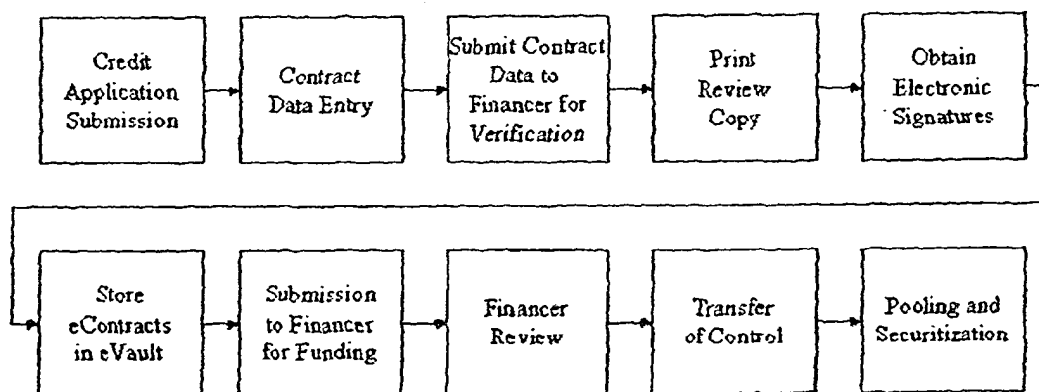 Credit
Application
Submission
Contract
Data Entry
Submit Contract
Data to
Financer for
Verification
Print
Review
Copy
Obtain
Electronic
Signatures
Store
eContracts
in eVault
Submission
to Financer
for Funding
Financer
Review
Transfer
of Control
Pooling and
Securitization